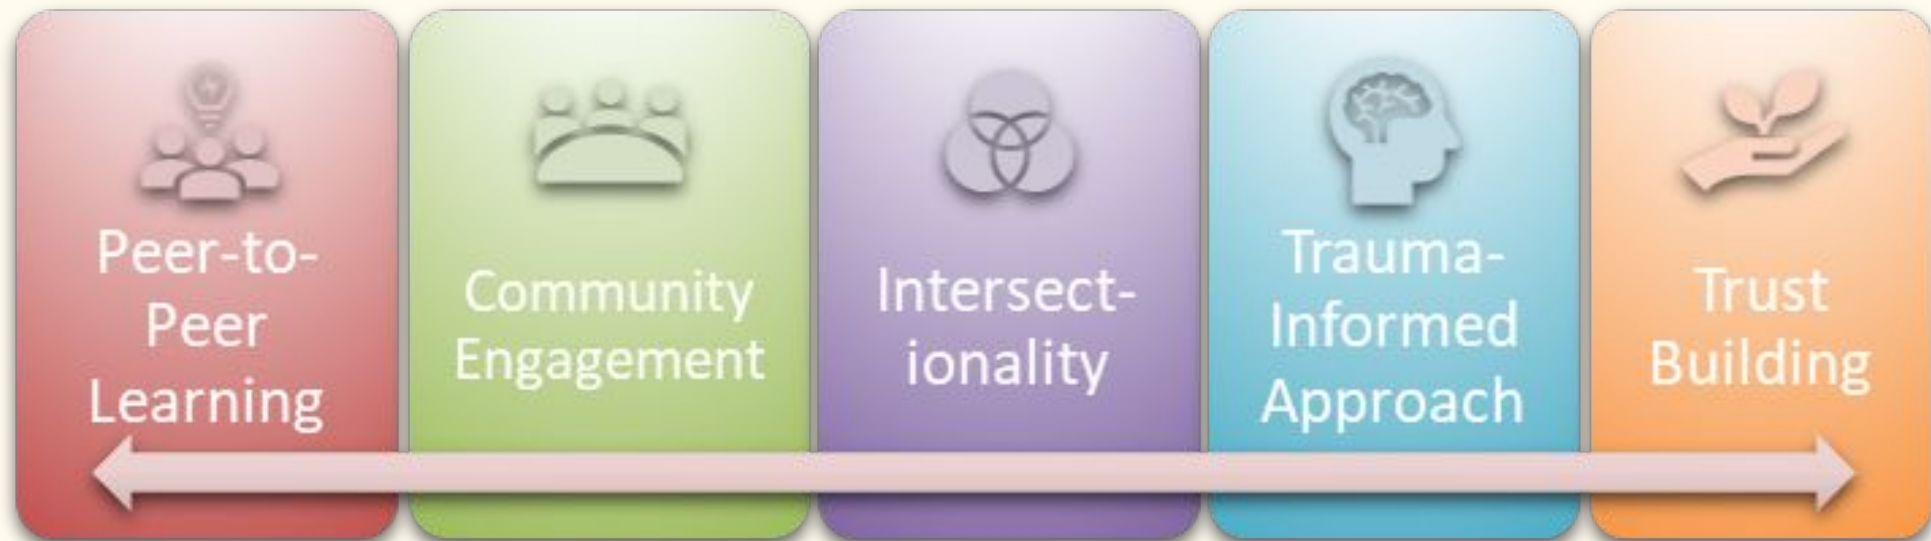 Peer-to-
Peer
Learning
Community
Engagement
Intersect-
ionality
Trauma-
Informed
Approach
Trust
Building